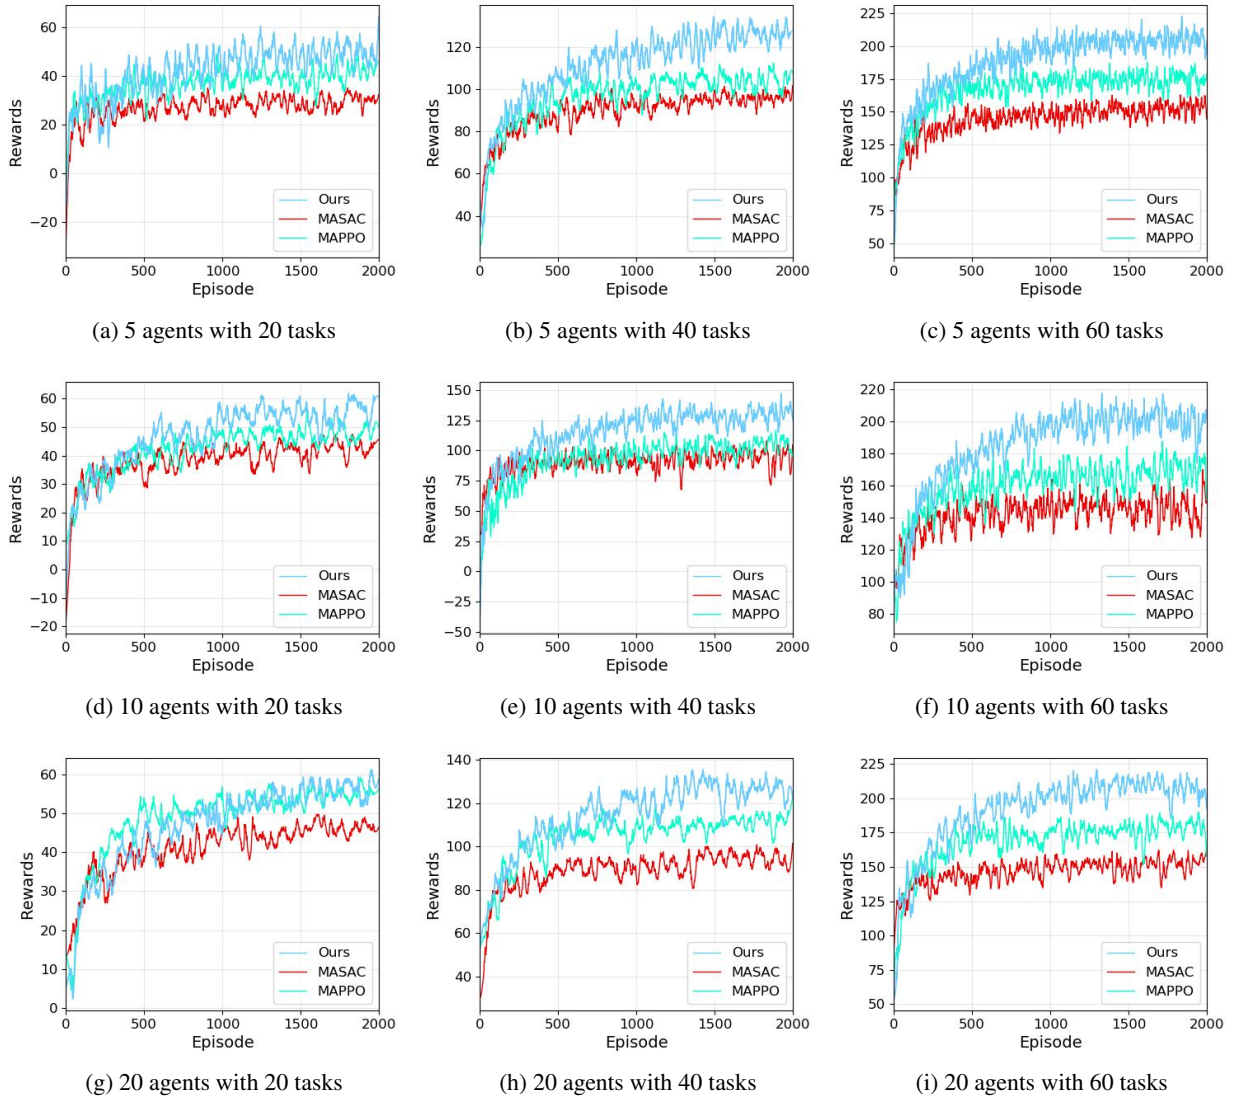 60
40
20
0
−20
Rewards
0
500
1000
1500
2000
Episode
Ours
MASAC
MAPPO
(a) 5 agents with 20 tasks
120
100
80
60
40
Rewards
0
500
1000
1500
2000
Episode
Ours
MASAC
MAPPO
(b) 5 agents with 40 tasks
225
200
175
150
125
100
75
50
Rewards
0
500
1000
1500
2000
Episode
Ours
MASAC
MAPPO
(c) 5 agents with 60 tasks
60
50
40
30
20
10
0
−10
−20
Rewards
0
500
1000
1500
2000
Episode
Ours
MASAC
MAPPO
(d) 10 agents with 20 tasks
150
125
100
75
50
25
0
−25
−50
Rewards
0
500
1000
1500
2000
Episode
Ours
MASAC
MAPPO
(e) 10 agents with 40 tasks
220
200
180
160
140
120
100
80
Rewards
0
500
1000
1500
2000
Episode
Ours
MASAC
MAPPO
(f) 10 agents with 60 tasks
60
50
40
30
20
10
0
Rewards
0
500
1000
1500
2000
Episode
Ours
MASAC
MAPPO
(g) 20 agents with 20 tasks
140
120
100
80
60
40
Rewards
0
500
1000
1500
2000
Episode
Ours
MASAC
MAPPO
(h) 20 agents with 40 tasks
225
200
175
150
125
100
75
50
Rewards
0
500
1000
1500
2000
Episode
Ours
MASAC
MAPPO
(i) 20 agents with 60 tasks